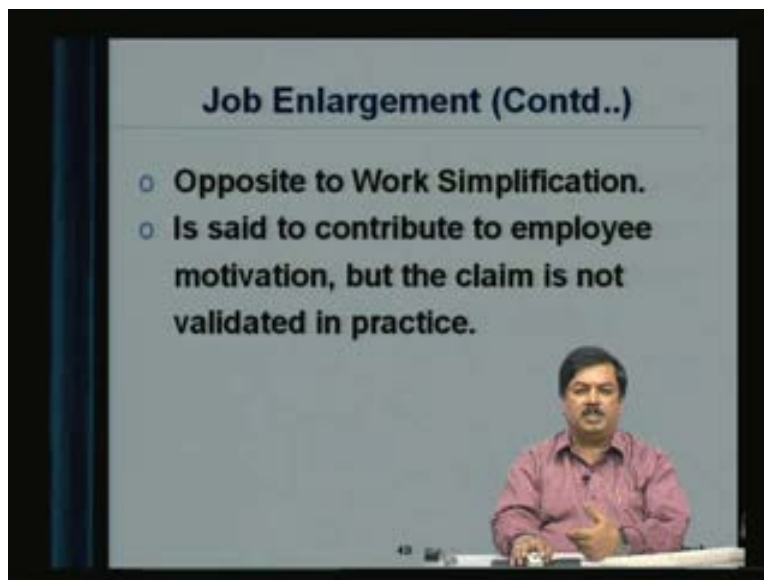 Job Enlargement (Contd..)
o Opposite to Work Simplification.
o Is said to contribute to employee
motivation, but the claim is not
validated in practice.